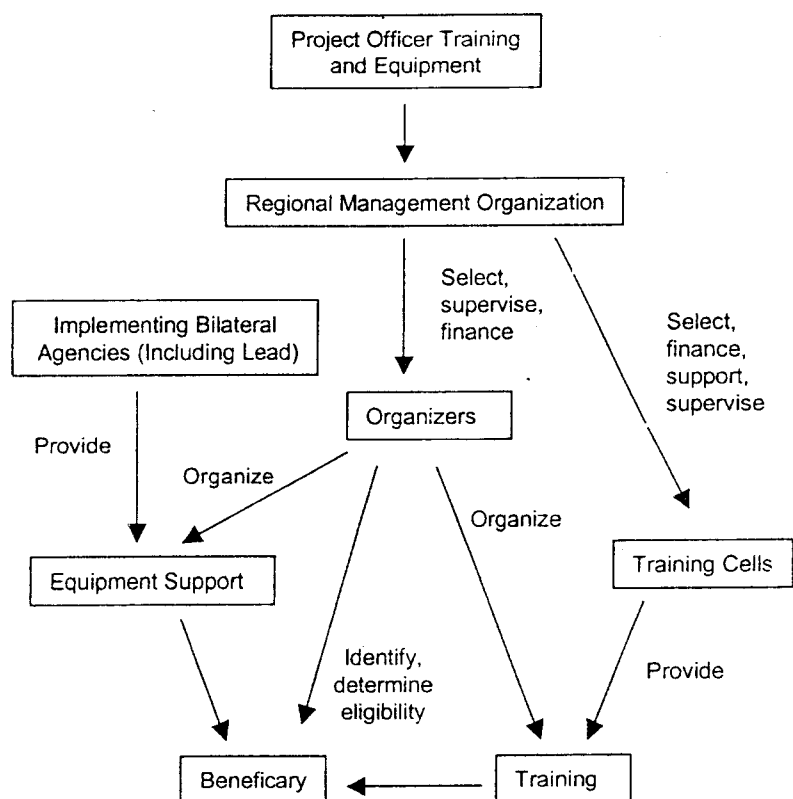 Project Officer Training
and Equipment
Regional Management Organization
Select,
supervise,
finance
Implementing Bilateral
Agencies (Including Lead)
Select,
finance,
support,
supervise
Organizers
Provide
Organize
Organize
Equipment Support
Training Cells
Identify,
determine
eligibility
Provide
Beneficary
Training